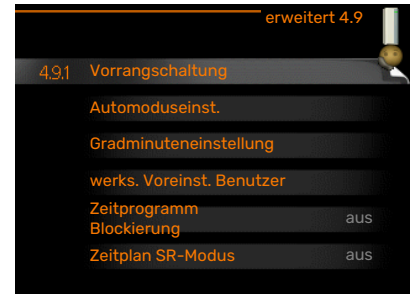 erweitert 4.9
4.9.1 Vorrangschaltung
Automoduseinst.
Gradminuteneinstellung
werks. Voreinst. Benutzer
Zeitprogramm
Blockierung aus
Zeitplan SR-Modus aus